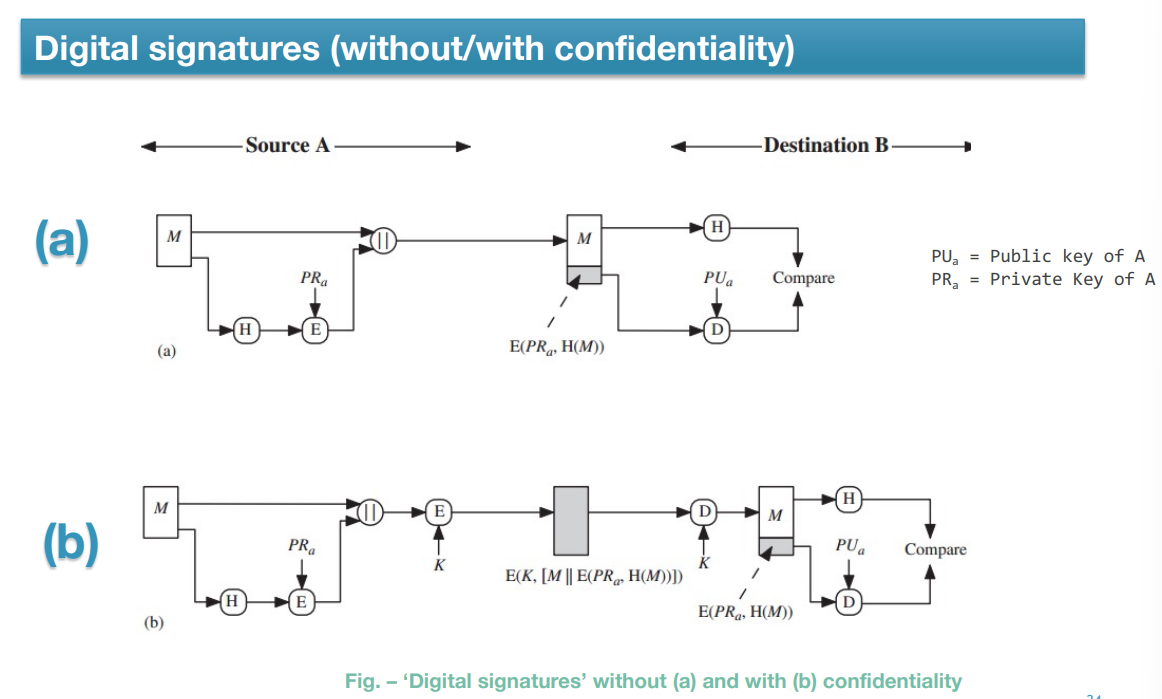 Digital signatures (without/with confidentiality)
Source A
Destination B
(a)
M
||
M
H
PUₐ = Public key of A
PRₐ = Private Key of A
PRₐ
PUₐ
Compare
H
E
D
E(PRₐ, H(M))
(a)
(b)
M
||
E
D
M
H
K
K
PRₐ
PUₐ
Compare
E(K, [M || E(PRₐ, H(M))])
H
E
D
E(PRₐ, H(M))
(b)
Fig. – ‘Digital signatures’ without (a) and with (b) confidentiality